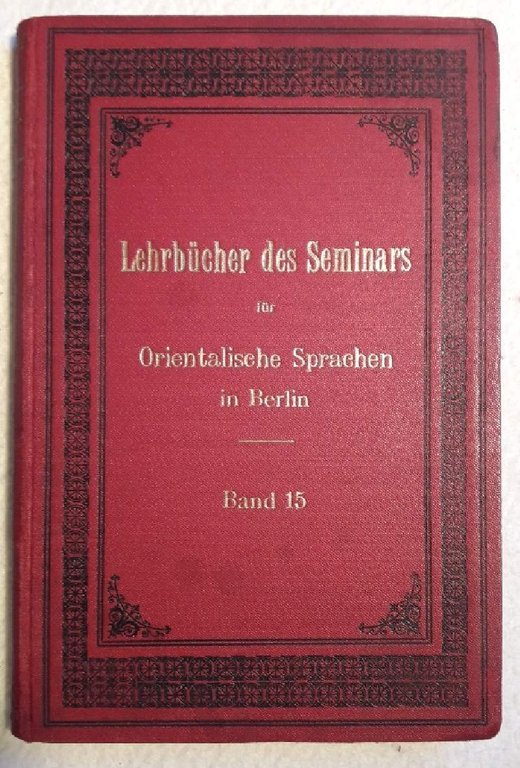 Lehrbücher des Seminars
für
Orientalische Sprachen
in Berlin
Band 15